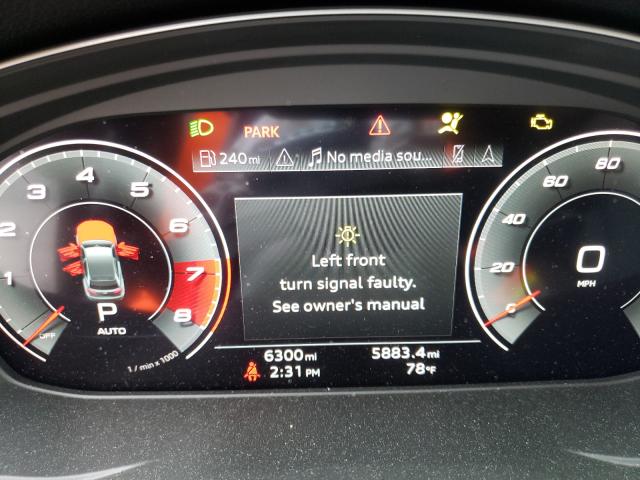 PARK
240 mi
No media sou...
3 4 5
2 6
1 7
8
OFF
P
AUTO
1 / min x 1000
Left front
turn signal faulty.
See owner's manual
80
60
40
20
0
0
MPH
6300 mi 5883.4 mi
2:31 PM 78°F